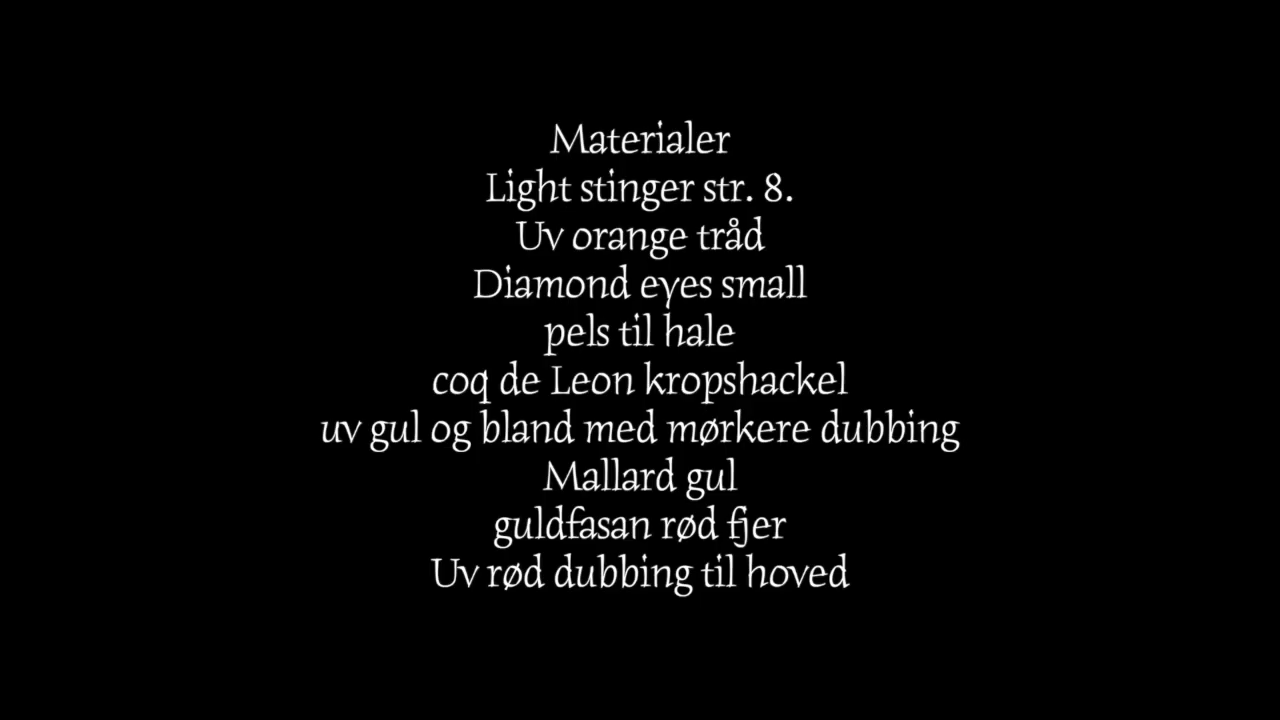 Materialer
Light stinger str. 8.
Uv orange tråd
Diamond eyes small
pels til hale
coq de Leon kropshackel
uv gul og bland med mørkere dubbing
Mallard gul
guldfasan rød fjer
Uv rød dubbing til hoved